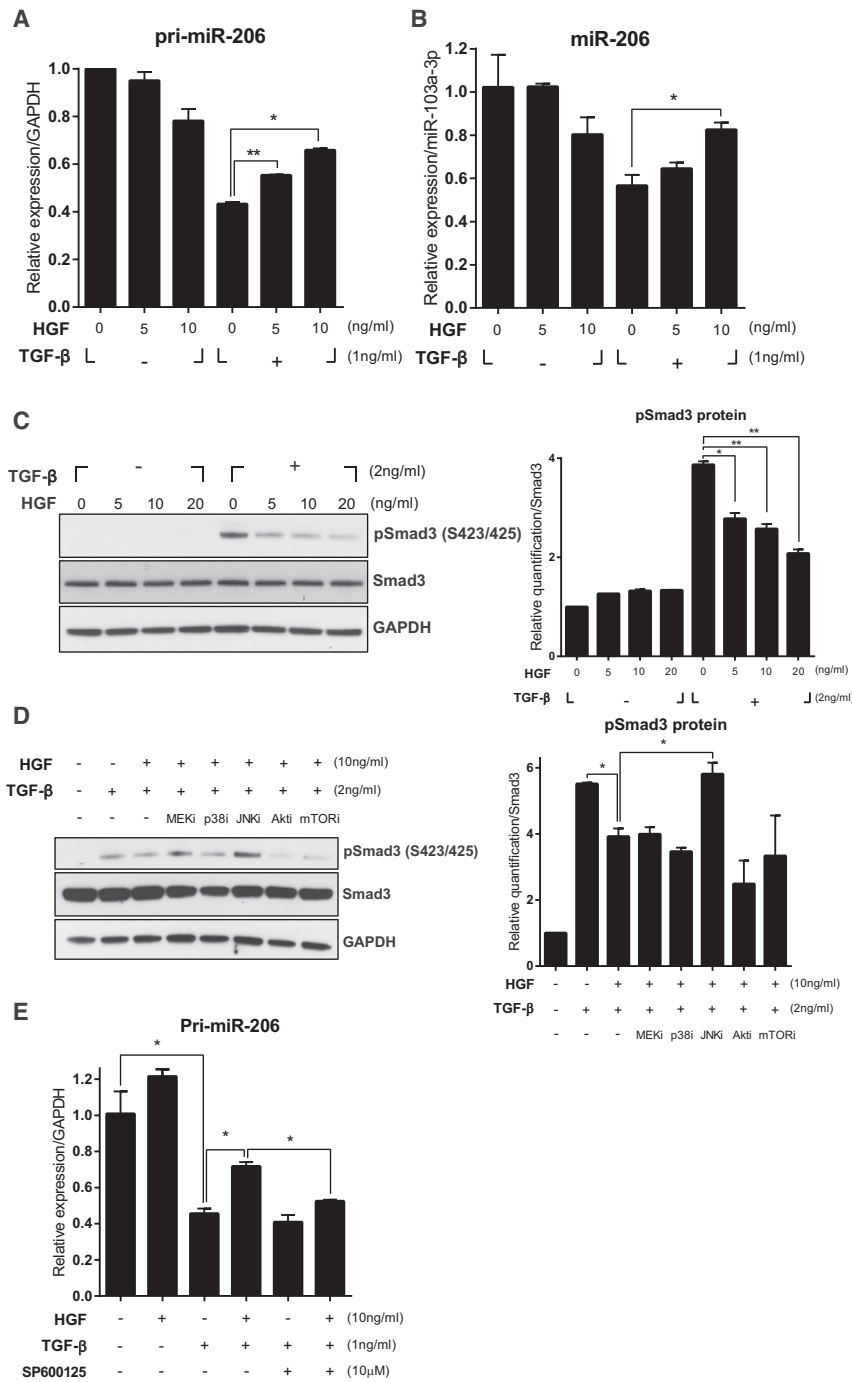 A
pri-miR-206
Relative expression/GAPDH
1.0
0.8
0.6
0.4
0.2
0.0
*
**
HGF 0 5 10 0 5 10 (ng/ml)
TGF-β - + (1ng/ml)
B
miR-206
Relative expression/miR-103a-3p
1.2
1.0
0.8
0.6
0.4
0.2
0.0
*
HGF 0 5 10 0 5 10 (ng/ml)
TGF-β - + (1ng/ml)
C
TGF-β - + (2ng/ml)
HGF 0 5 10 20 0 5 10 20 (ng/ml)
pSmad3 (S423/425)
Smad3
GAPDH
pSmad3 protein
Relative quantification/Smad3
4
2
0
**
**
*
HGF 0 5 10 20 0 5 10 20 (ng/ml)
TGF-β - + (2ng/ml)
D
HGF - - + + + + + + (10ng/ml)
TGF-β - + + + + + + + (2ng/ml)
- - - MEKi p38i JNKi Akti mTORi
pSmad3 (S423/425)
Smad3
GAPDH
pSmad3 protein
Relative quantification/Smad3
6
4
2
0
*
*
HGF - - + + + + + + (10ng/ml)
TGF-β - + + + + + + + (2ng/ml)
- - - MEKi p38i JNKi Akti mTORi
E
Pri-miR-206
Relative expression/GAPDH
1.2
1.0
0.8
0.6
0.4
0.2
0.0
*
*
*
HGF - + - + - + (10ng/ml)
TGF-β - - + + + + (1ng/ml)
SP600125 - - - - + + (10µM)